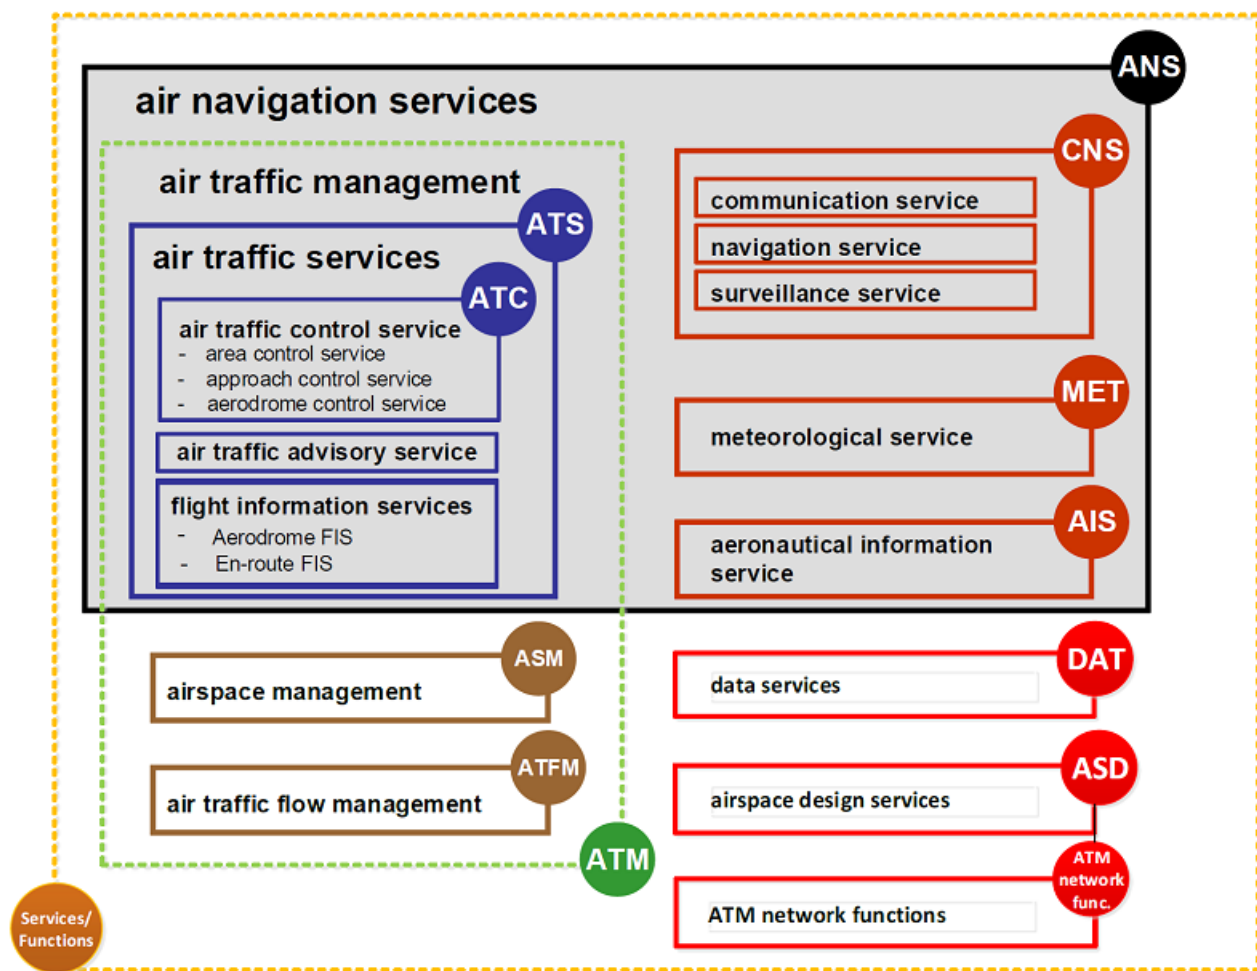 ANS
air navigation services
air traffic management
ATS
air traffic services
ATC
air traffic control service
- area control service
- approach control service
- aerodrome control service
air traffic advisory service
flight information services
- Aerodrome FIS
- En-route FIS
CNS
communication service
navigation service
surveillance service
MET
meteorological service
AIS
aeronautical information
service
ASM
airspace management
ATFM
air traffic flow management
ATM
DAT
data services
ASD
airspace design services
ATM
network
func.
ATM network functions
Services/
Functions